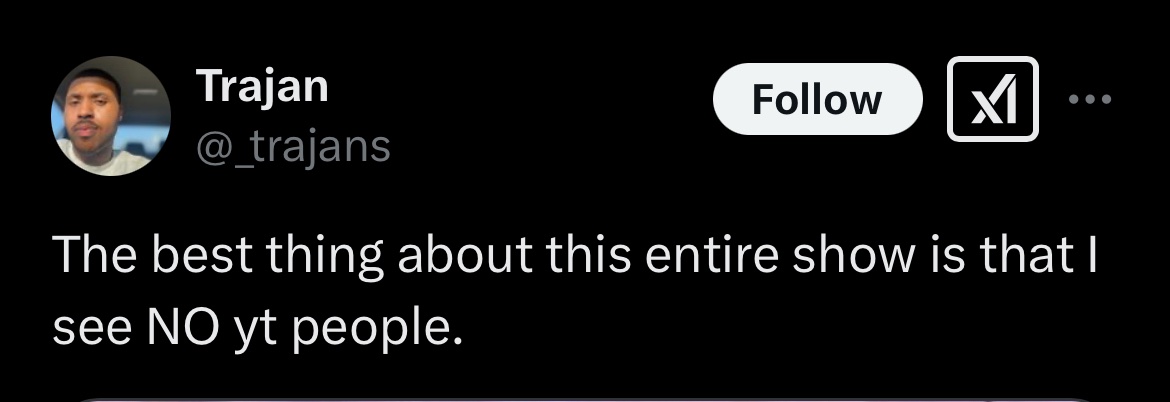 Trajan
Follow
@_trajans
The best thing about this entire show is that I
see NO yt people.